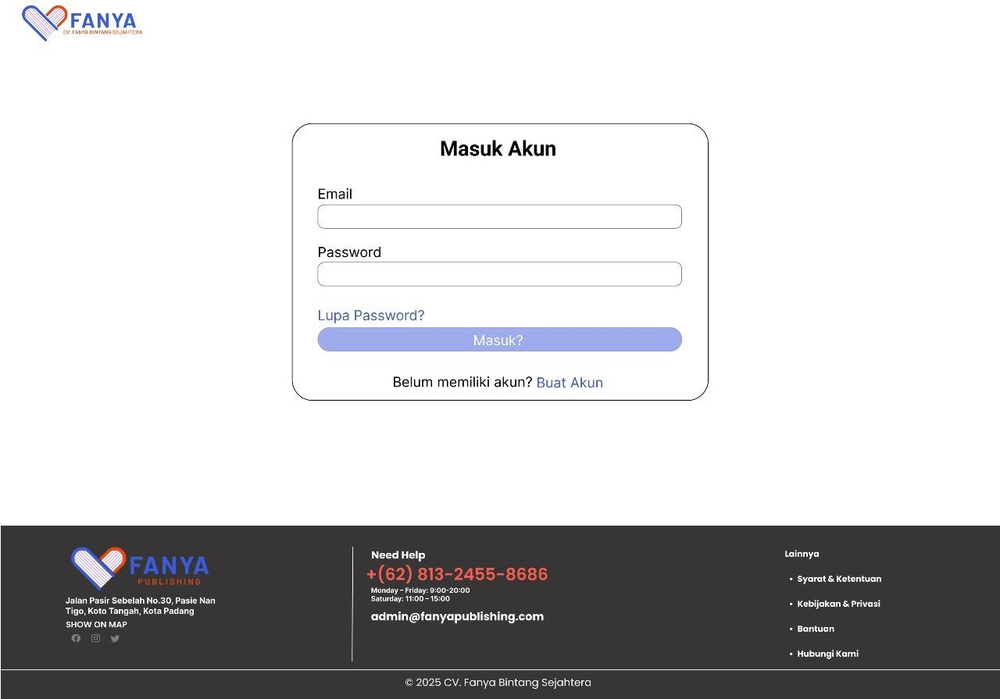 FANYA
CV. FANYA BINTANG SEJAHTERA
Masuk Akun
Email
Password
Lupa Password?
Masuk?
Belum memiliki akun? Buat Akun
FANYA
PUBLISHING
Jalan Pasir Sebelah No.30, Pasie Nan
Tigo, Koto Tangah, Kota Padang
SHOW ON MAP
Need Help
+(62) 813-2455-8686
Monday – Friday: 9:00-20:00
Saturday: 11:00 – 15:00
admin@fanyapublishing.com
Lainnya
• Syarat & Ketentuan
• Kebijakan & Privasi
• Bantuan
• Hubungi Kami
© 2025 CV. Fanya Bintang Sejahtera